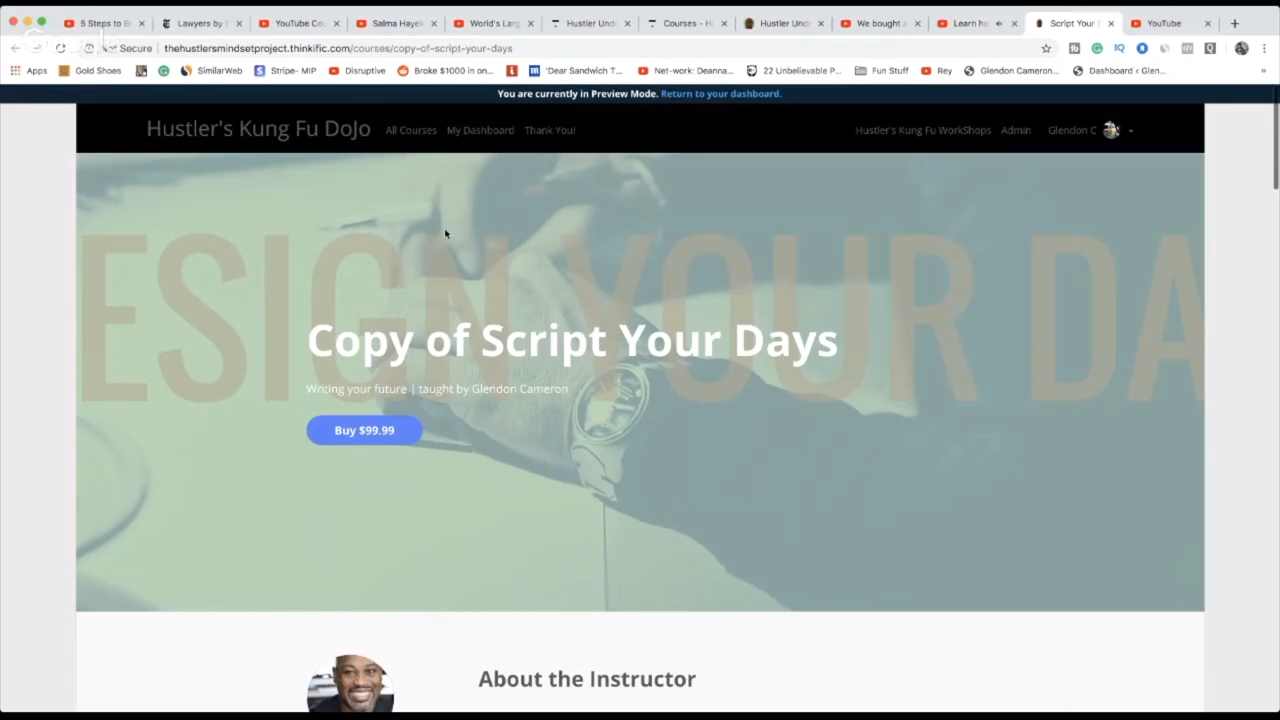 5 Steps to B
Lawyers by
YouTube Co
Salma Hayek
World's Larg
Hustler Und
Courses - H
Hustler Und
We bought a
Learn ho
Script Your
YouTube
Secure
thehustlersmindsetproject.thinkific.com/courses/copy-of-script-your-days
Apps
Gold Shoes
SimilarWeb
Stripe- MIP
Disruptive
Broke $1000 in on...
'Dear Sandwich T...
Net-work: Deanna...
22 Unbelievable P...
Fun Stuff
Rey
Glendon Cameron...
Dashboard ‹ Glen...
You are currently in Preview Mode. Return to your dashboard.
Hustler's Kung Fu DoJo
All Courses
My Dashboard
Thank You!
Hustler's Kung Fu WorkShops
Admin
Glendon C
ESIGN YOUR DA
Copy of Script Your Days
Writing your future | taught by Glendon Cameron
Buy $99.99
About the Instructor